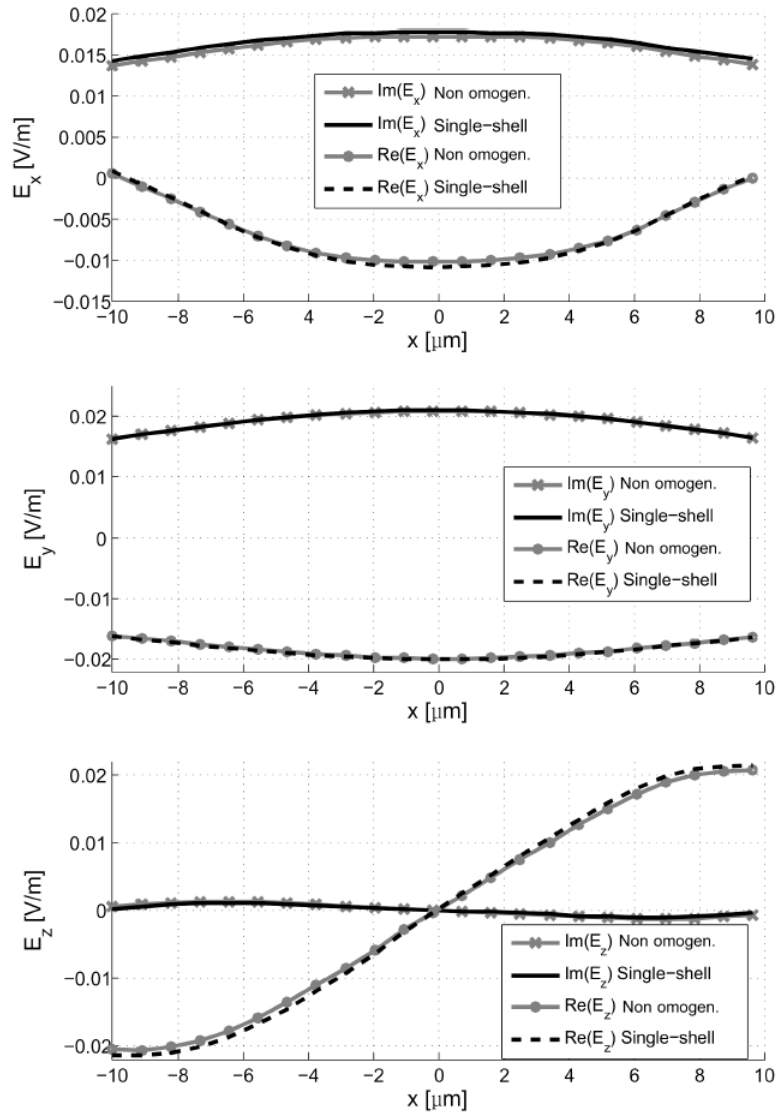 0.02
0.015
0.01
0.005
0
−0.005
−0.01
−0.015
E_x [V/m]
Im(E_x) Non omogen.
Im(E_x) Single−shell
Re(E_x) Non omogen.
Re(E_x) Single−shell
−10 −8 −6 −4 −2 0 2 4 6 8 10
x [μm]
0.02
0.01
0
−0.01
−0.02
E_y [V/m]
Im(E_y) Non omogen.
Im(E_y) Single−shell
Re(E_y) Non omogen.
Re(E_y) Single−shell
−10 −8 −6 −4 −2 0 2 4 6 8 10
x [μm]
0.02
0.01
0
−0.01
−0.02
E_z [V/m]
Im(E_z) Non omogen.
Im(E_z) Single−shell
Re(E_z) Non omogen.
Re(E_z) Single−shell
−10 −8 −6 −4 −2 0 2 4 6 8 10
x [μm]